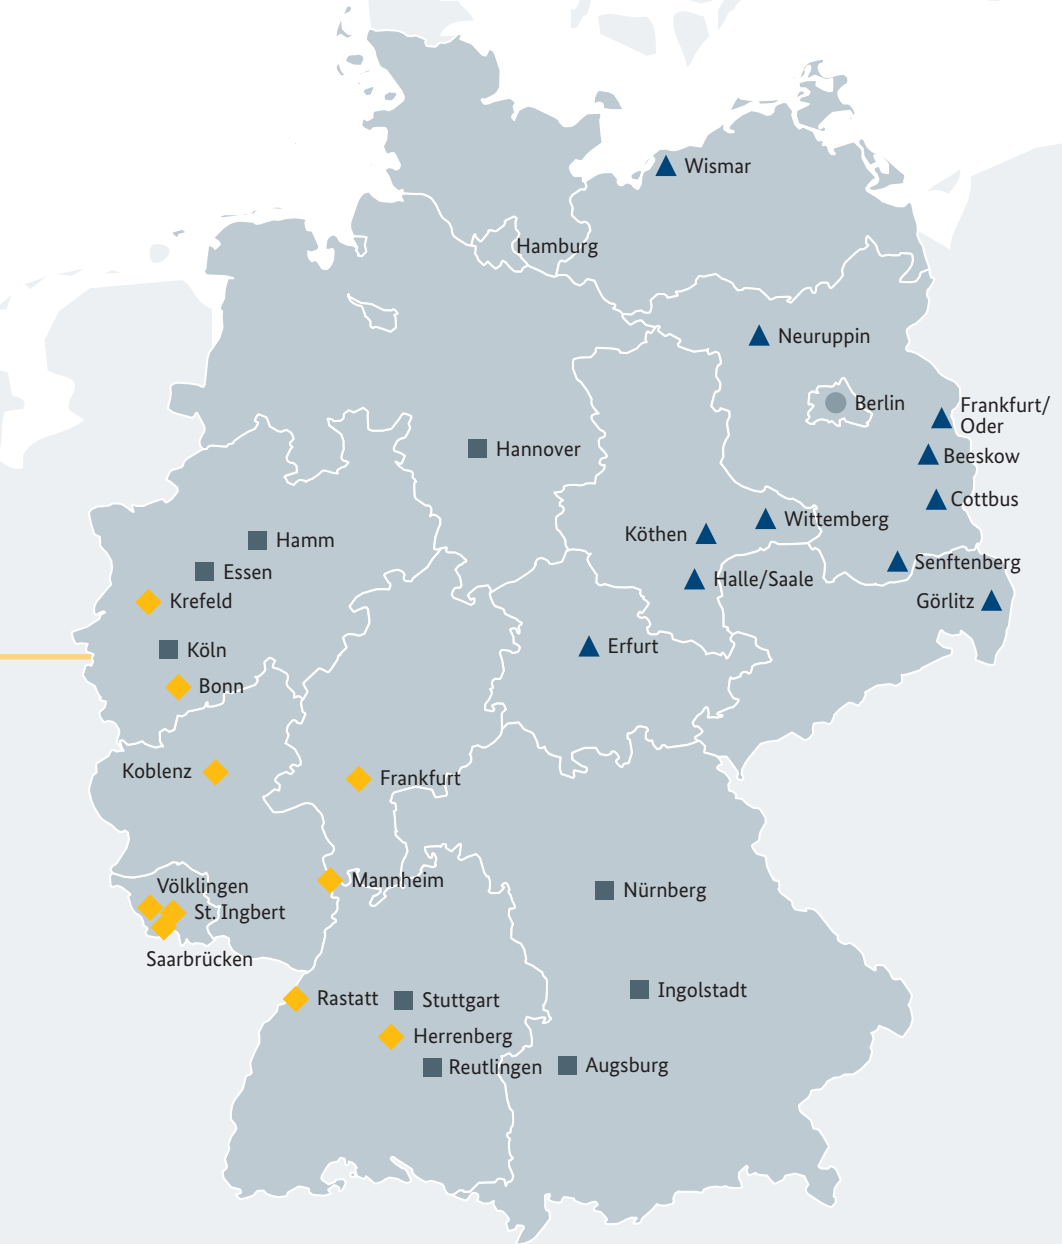 Wismar
Hamburg
Neuruppin
Berlin
Frankfurt/
Oder
Hannover
Beeskow
Cottbus
Wittemberg
Köthen
Hamm
Senftenberg
Essen
Halle/Saale
Krefeld
Görlitz
Erfurt
Köln
Bonn
Koblenz
Frankfurt
Mannheim
Völklingen
Nürnberg
St. Ingbert
Saarbrücken
Ingolstadt
Rastatt
Stuttgart
Herrenberg
Reutlingen
Augsburg